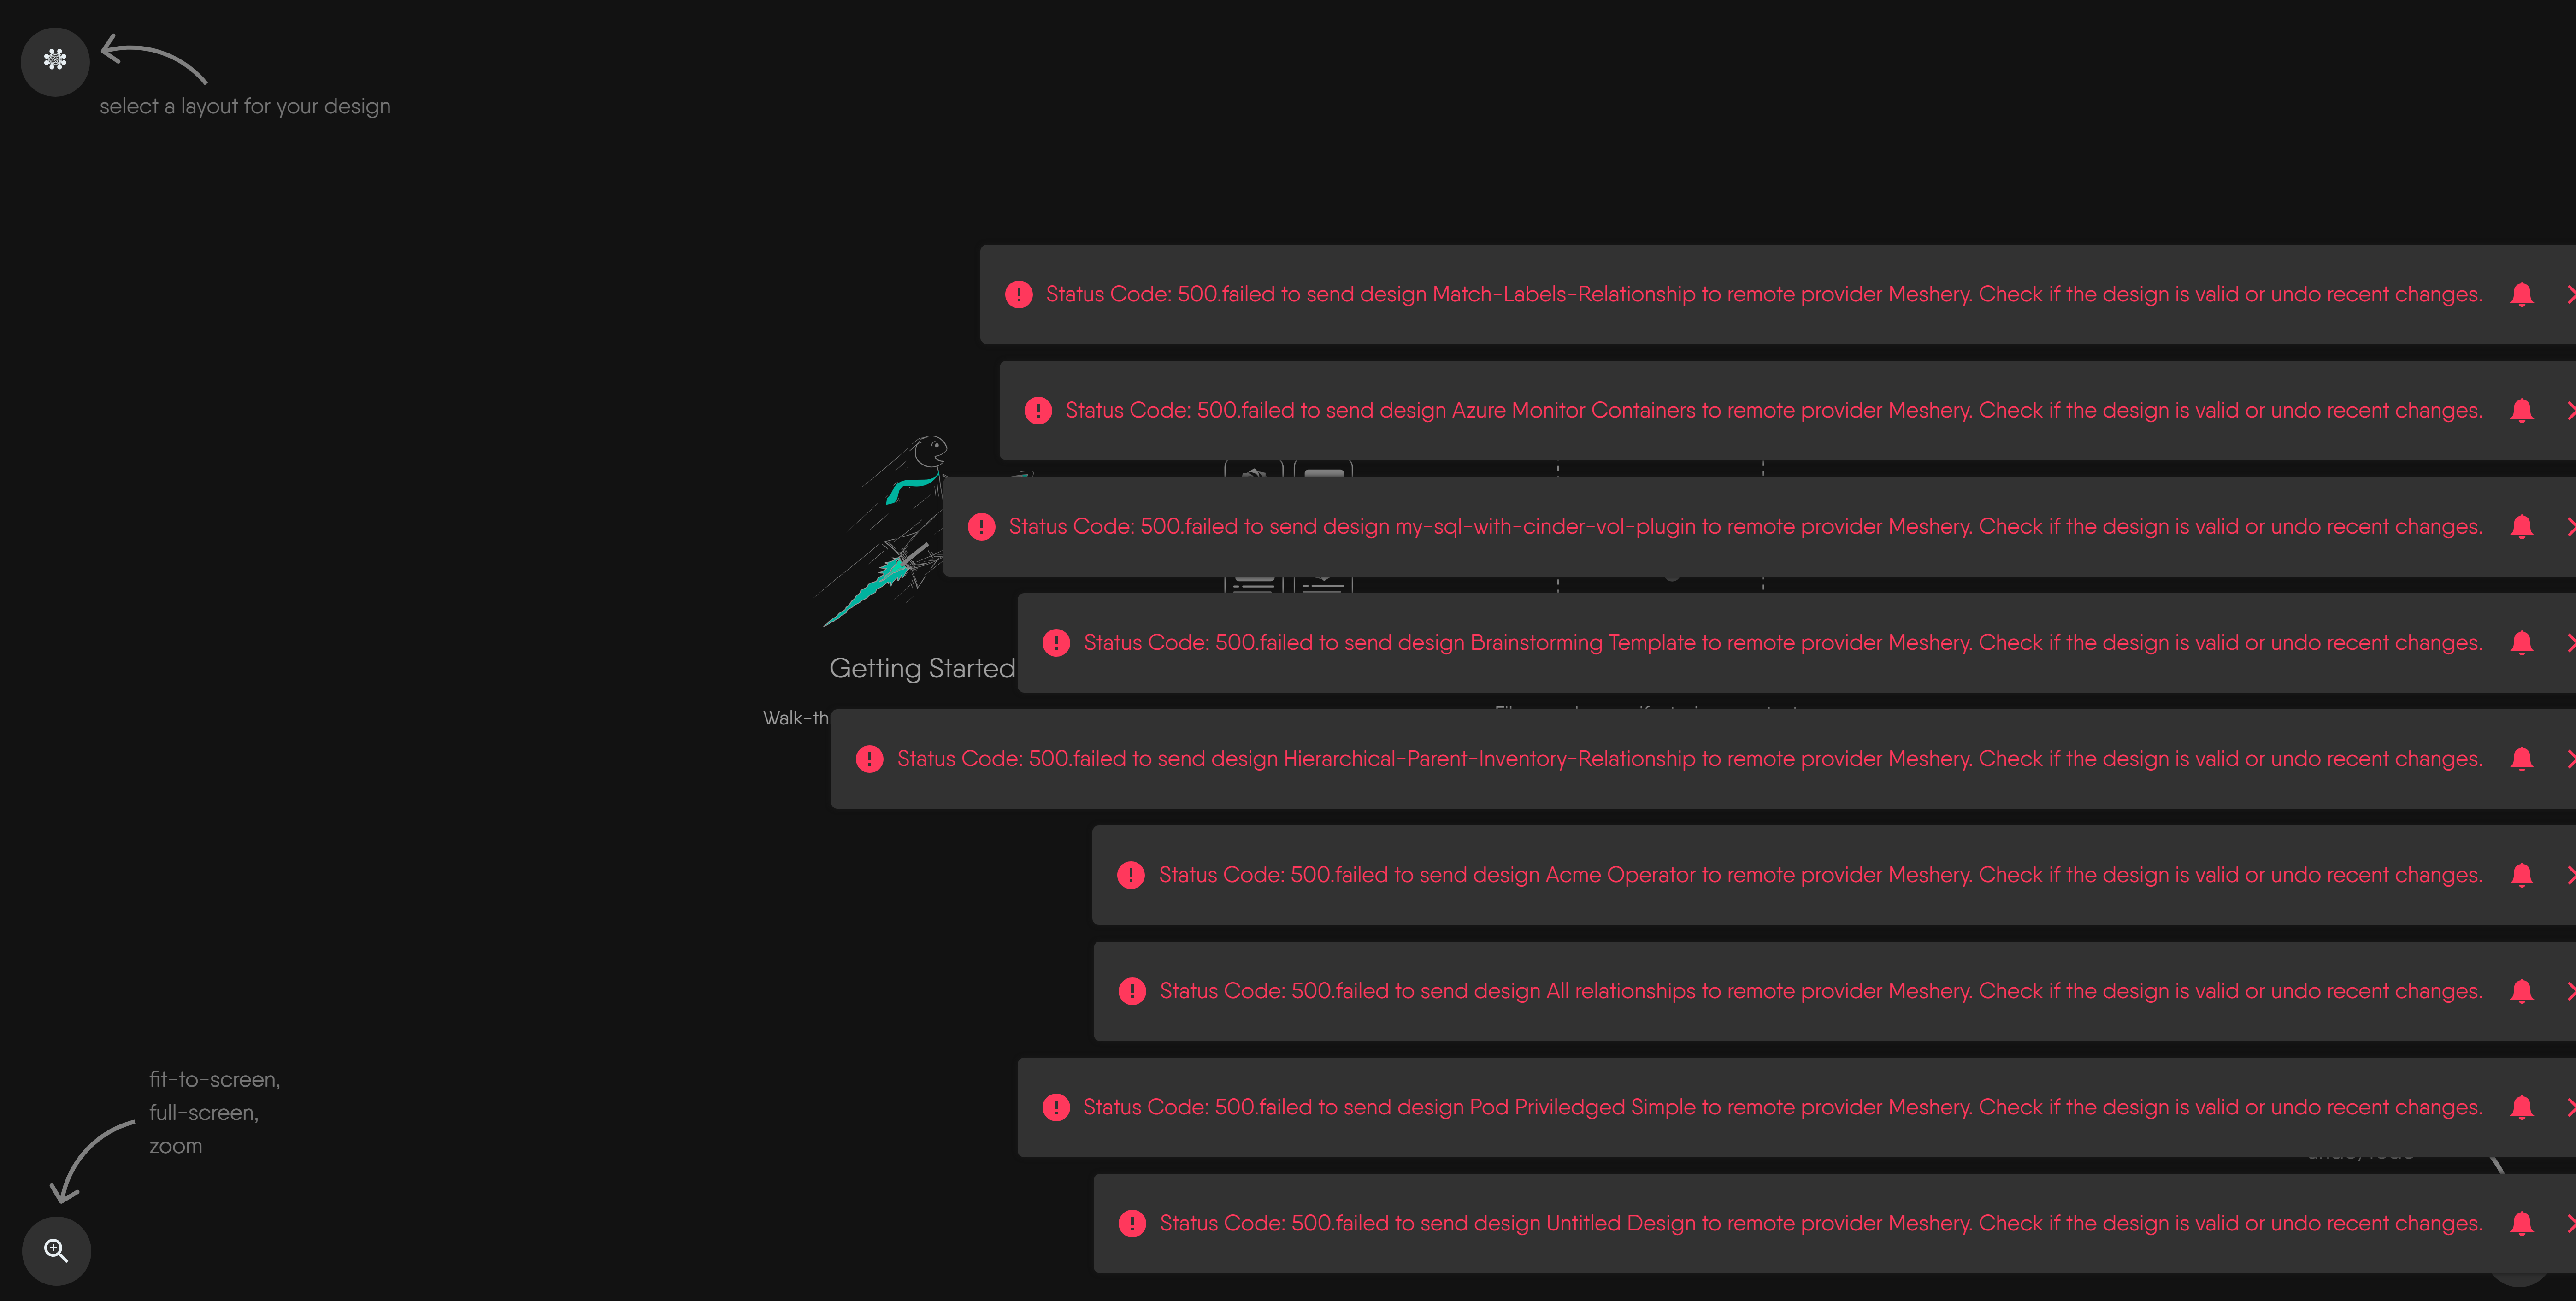 select a layout for your design
Status Code: 500.failed to send design Match-Labels-Relationship to remote provider Meshery. Check if the design is valid or undo recent changes.
Status Code: 500.failed to send design Azure Monitor Containers to remote provider Meshery. Check if the design is valid or undo recent changes.
Status Code: 500.failed to send design my-sql-with-cinder-vol-plugin to remote provider Meshery. Check if the design is valid or undo recent changes.
Status Code: 500.failed to send design Brainstorming Template to remote provider Meshery. Check if the design is valid or undo recent changes.
Getting Started
Walk-th
Status Code: 500.failed to send design Hierarchical-Parent-Inventory-Relationship to remote provider Meshery. Check if the design is valid or undo recent changes.
Status Code: 500.failed to send design Acme Operator to remote provider Meshery. Check if the design is valid or undo recent changes.
Status Code: 500.failed to send design All relationships to remote provider Meshery. Check if the design is valid or undo recent changes.
fit-to-screen,
full-screen,
zoom
Status Code: 500.failed to send design Pod Priviledged Simple to remote provider Meshery. Check if the design is valid or undo recent changes.
Status Code: 500.failed to send design Untitled Design to remote provider Meshery. Check if the design is valid or undo recent changes.